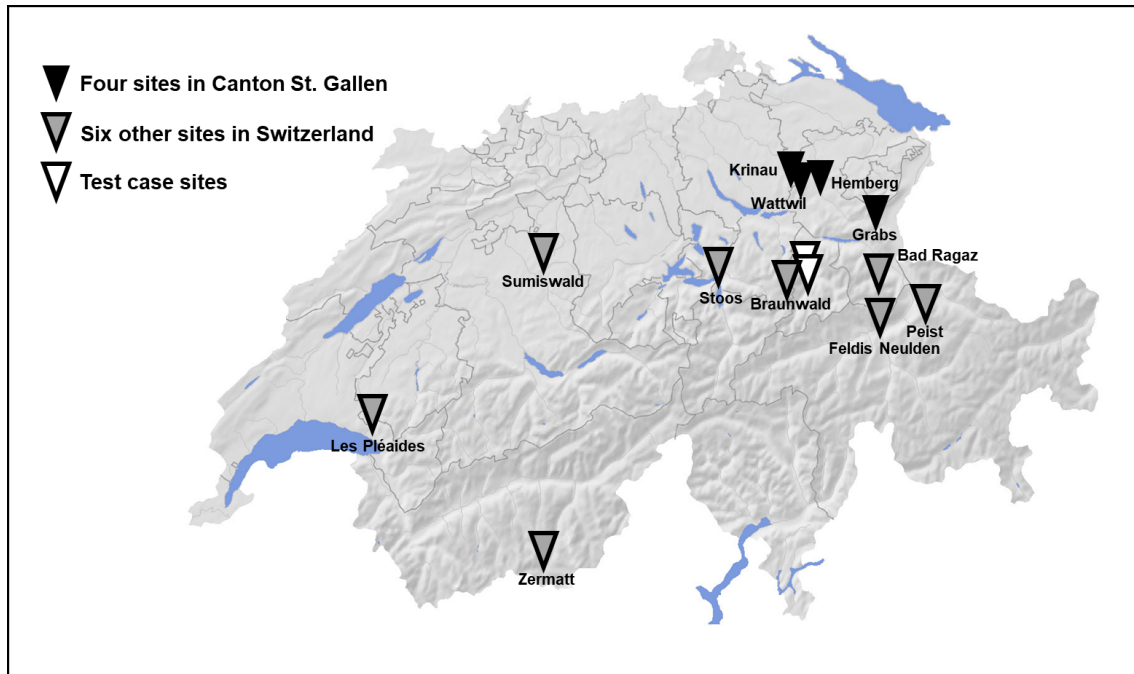 Four sites in Canton St. Gallen
Six other sites in Switzerland
Test case sites
Krinau
Hemberg
Wattwil
Grabs
Bad Ragaz
Sumiswald
Stoos
Braunwald
Peist
Feldis Neulden
Les Pléaides
Zermatt